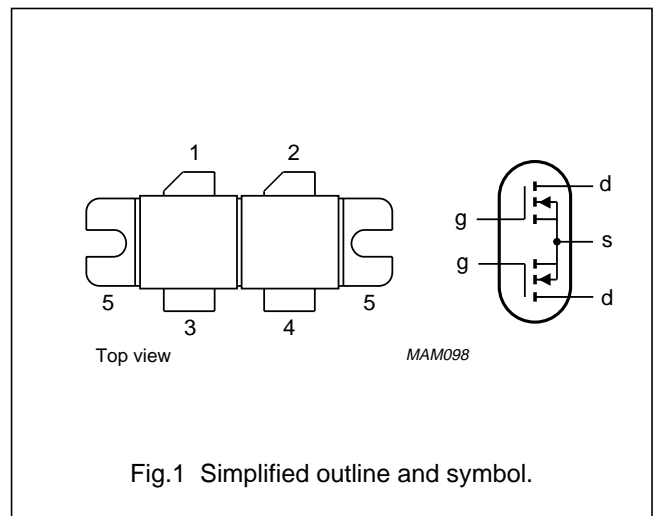 1 2
d
g
s
g
d
5 5
3 4
Top view
MAM098
Fig.1 Simplified outline and symbol.